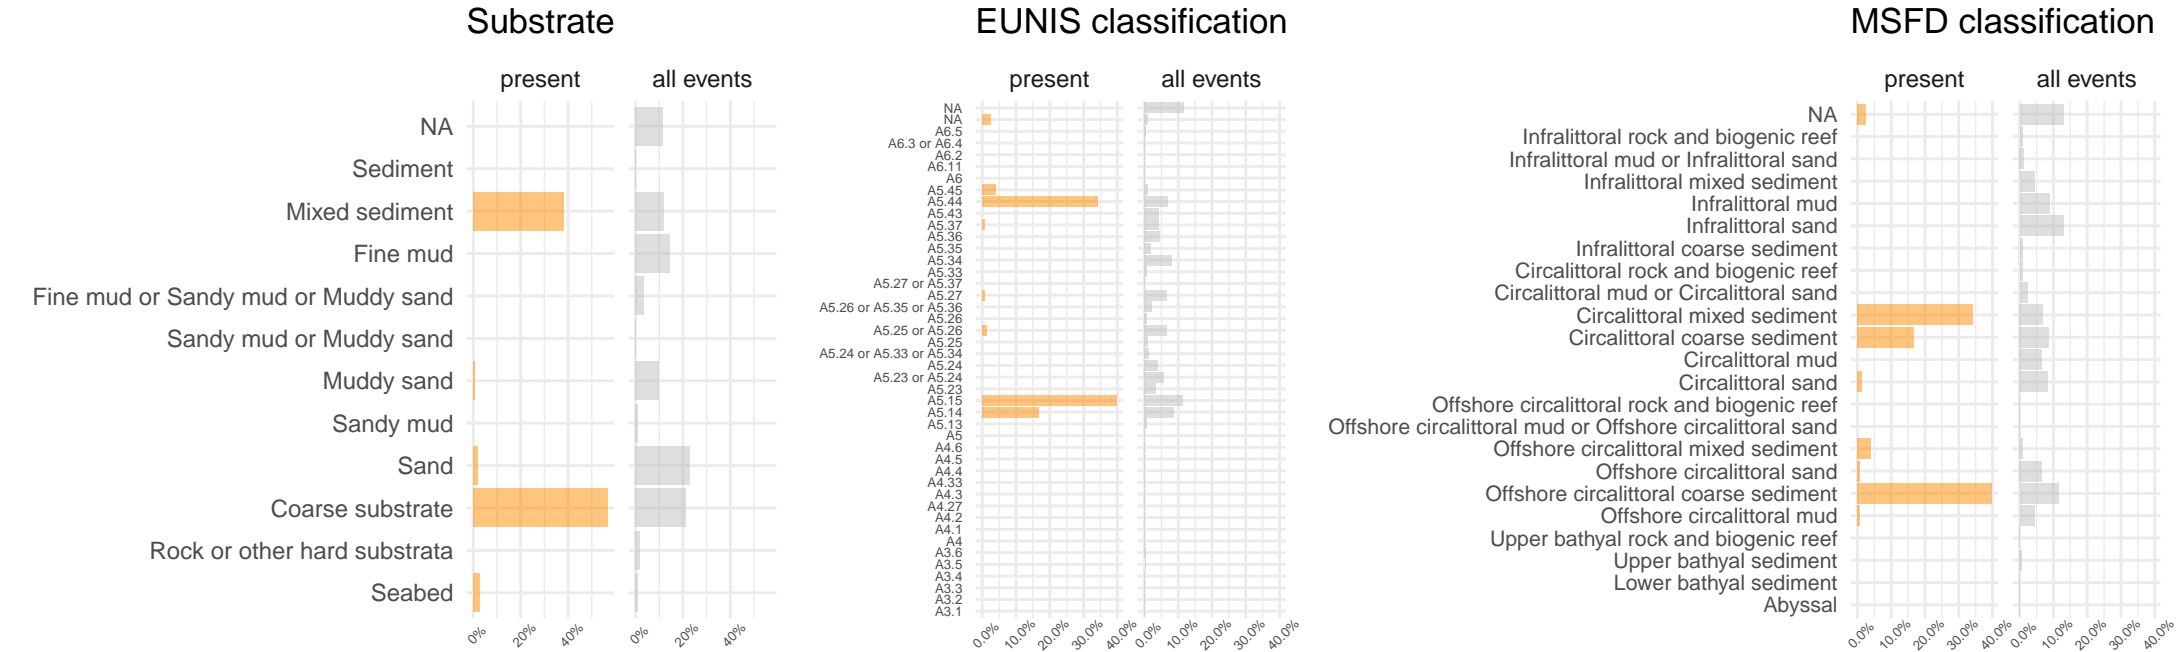 Substrate
present
all events
NA
Sediment
Mixed sediment
Fine mud
Fine mud or Sandy mud or Muddy sand
Sandy mud or Muddy sand
Muddy sand
Sandy mud
Sand
Coarse substrate
Rock or other hard substrata
Seabed
0%
20%
40%
0%
20%
40%
EUNIS classification
present
all events
NA
NA
A6.5
A6.3 or A6.4
A6.2
A6.11
A6
A5.45
A5.44
A5.43
A5.37
A5.36
A5.35
A5.34
A5.33
A5.27 or A5.37
A5.27
A5.26 or A5.35 or A5.36
A5.26
A5.25 or A5.26
A5.25
A5.24 or A5.33 or A5.34
A5.24
A5.23 or A5.24
A5.23
A5.15
A5.14
A5.13
A5
A4.6
A4.5
A4.4
A4.33
A4.3
A4.27
A4.2
A4.1
A4
A3.6
A3.5
A3.4
A3.3
A3.2
A3.1
0.0%
10.0%
20.0%
30.0%
40.0%
0.0%
10.0%
20.0%
30.0%
40.0%
MSFD classification
present
all events
NA
Infralittoral rock and biogenic reef
Infralittoral mud or Infralittoral sand
Infralittoral mixed sediment
Infralittoral mud
Infralittoral sand
Infralittoral coarse sediment
Circalittoral rock and biogenic reef
Circalittoral mud or Circalittoral sand
Circalittoral mixed sediment
Circalittoral coarse sediment
Circalittoral mud
Circalittoral sand
Offshore circalittoral rock and biogenic reef
Offshore circalittoral mud or Offshore circalittoral sand
Offshore circalittoral mixed sediment
Offshore circalittoral sand
Offshore circalittoral coarse sediment
Offshore circalittoral mud
Upper bathyal rock and biogenic reef
Upper bathyal sediment
Lower bathyal sediment
Abyssal
0.0%
10.0%
20.0%
30.0%
40.0%
0.0%
10.0%
20.0%
30.0%
40.0%